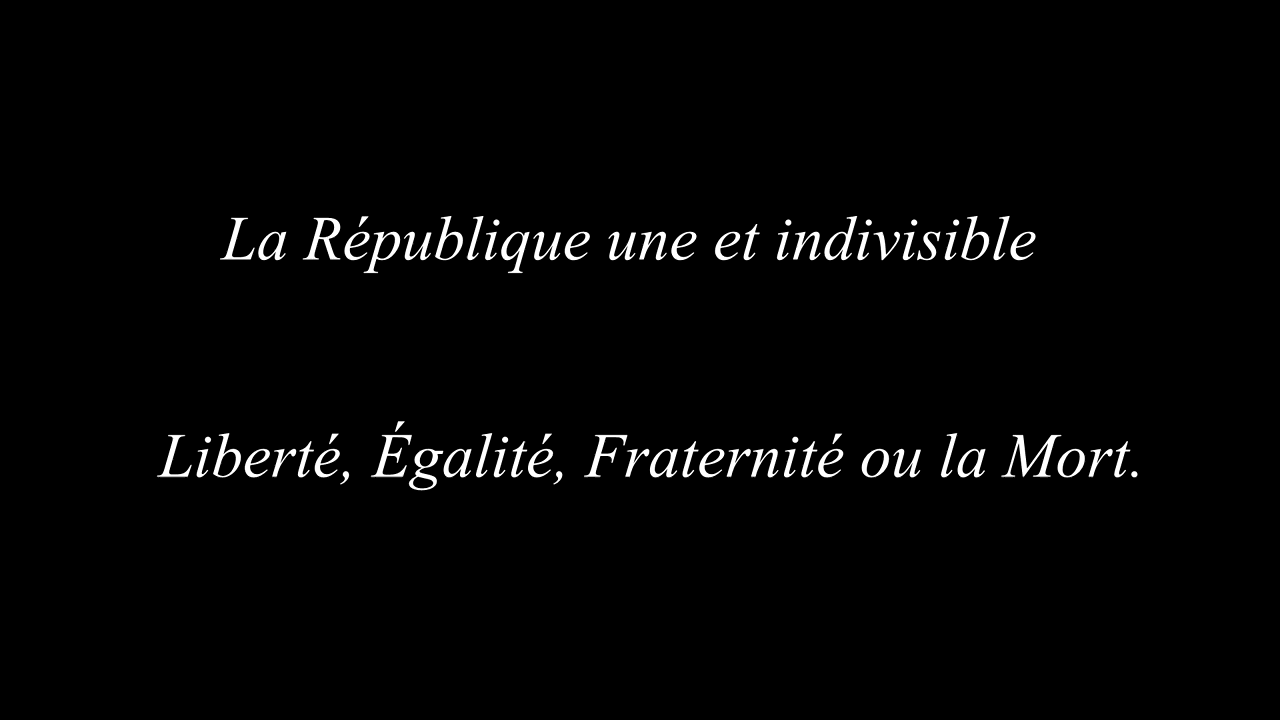 La République une et indivisible
Liberté, Égalité, Fraternité ou la Mort.